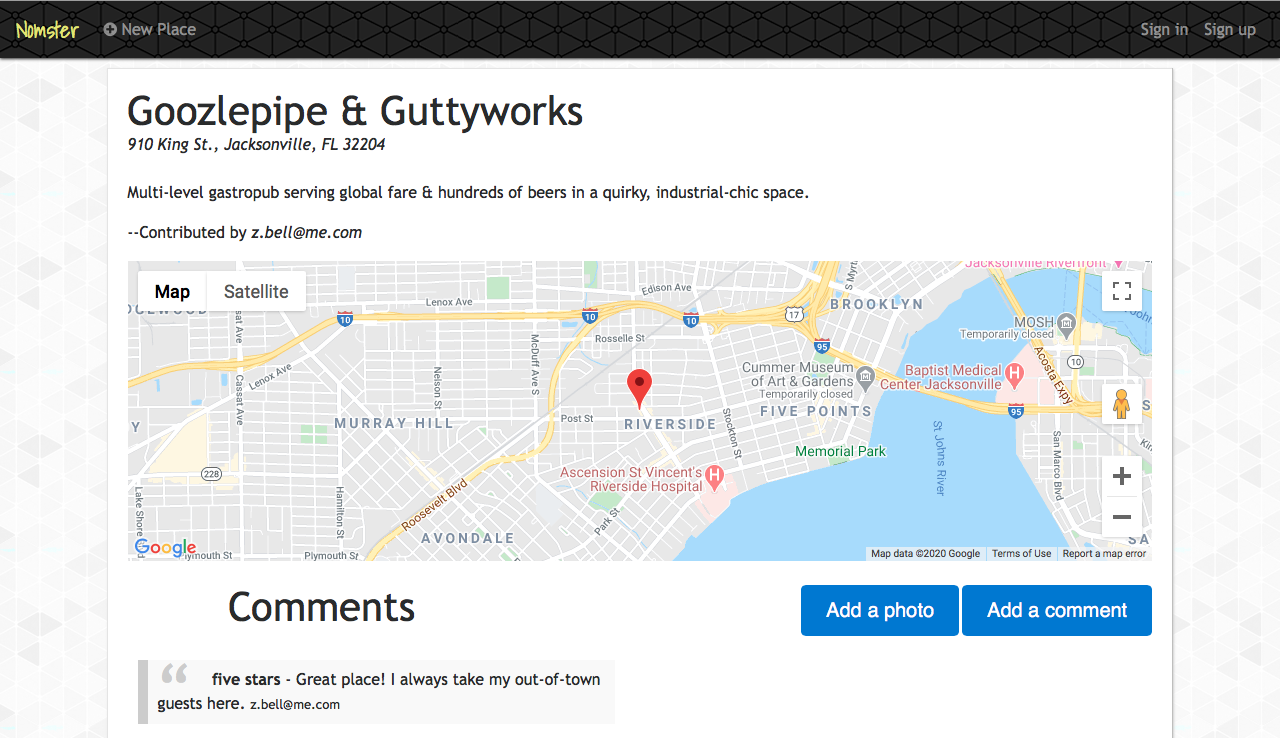 Nomster New Place Sign in Sign up
Goozlepipe & Guttyworks
910 King St., Jacksonville, FL 32204
Multi-level gastropub serving global fare & hundreds of beers in a quirky, industrial-chic space.
--Contributed by z.bell@me.com
Map Satellite
Jacksonville Riverfront
Edison Ave
S Myrt
Lenox Ave
BROOKLYN
10
10
10
17
MOSH
Temporarily closed
Rosselle St
95
10
Cassat Ave
McDuff Ave S
Acosta Expy
Lenox Ave
Nelson St
Cummer Museum
of Art & Gardens
Temporarily closed
Baptist Medical
Center Jacksonville
H
95
FIVE POINTS
Post St
RIVERSIDE
MURRAY HILL
Stockton St
St Johns River
San Marco Blvd
Memorial Park
228
Ascension St Vincent's
Riverside Hospital
H
Lake Shore
Hamilton St
Roosevelt Blvd
Park St
AVONDALE
Google
Plymouth St
Plymouth St
Map data ©2020 Google Terms of Use Report a map error
Comments
Add a photo Add a comment
“ five stars - Great place! I always take my out-of-town
guests here. z.bell@me.com